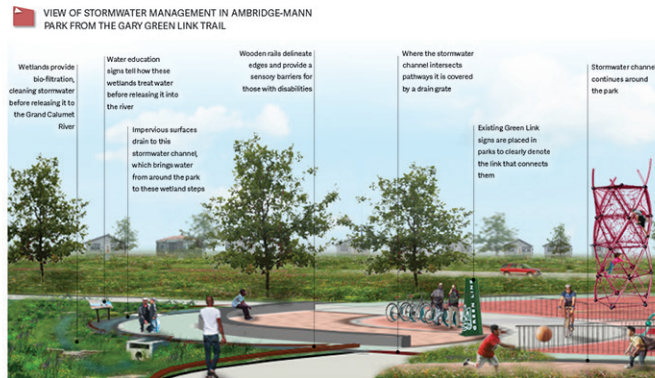 VIEW OF STORMWATER MANAGEMENT IN AMBRIDGE-MANN
PARK FROM THE GARY GREEN LINK TRAIL
Wetlands provide
bio-filtration,
cleaning stormwater
before releasing it to
the Grand Calumet
River
Water education
signs tell how these
wetlands treat water
before releasing it into
the river
Impervious surfaces
drain to this
stormwater channel,
which brings water
from around the park
to these wetland steps
Wooden rails delineate
edges and provide a
sensory barriers for
those with disabilities
Where the stormwater
channel intersects
pathways it is covered
by a drain grate
Existing Green Link
signs are placed in
parks to clearly denote
the link that connects
them
Stormwater channel
continues around
the park
GREEN LINK